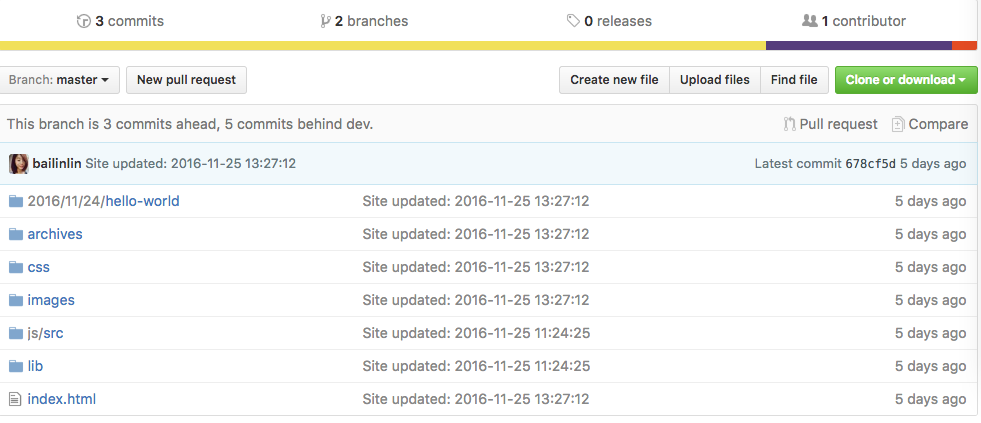 3 commits 2 branches 0 releases 1 contributor
Branch: master New pull request Create new file Upload files Find file Clone or download
This branch is 3 commits ahead, 5 commits behind dev. Pull request Compare
bailinlin Site updated: 2016-11-25 13:27:12 Latest commit 678cf5d 5 days ago
2016/11/24/hello-world Site updated: 2016-11-25 13:27:12 5 days ago
archives Site updated: 2016-11-25 13:27:12 5 days ago
css Site updated: 2016-11-25 13:27:12 5 days ago
images Site updated: 2016-11-25 13:27:12 5 days ago
js/src Site updated: 2016-11-25 11:24:25 5 days ago
lib Site updated: 2016-11-25 11:24:25 5 days ago
index.html Site updated: 2016-11-25 13:27:12 5 days ago